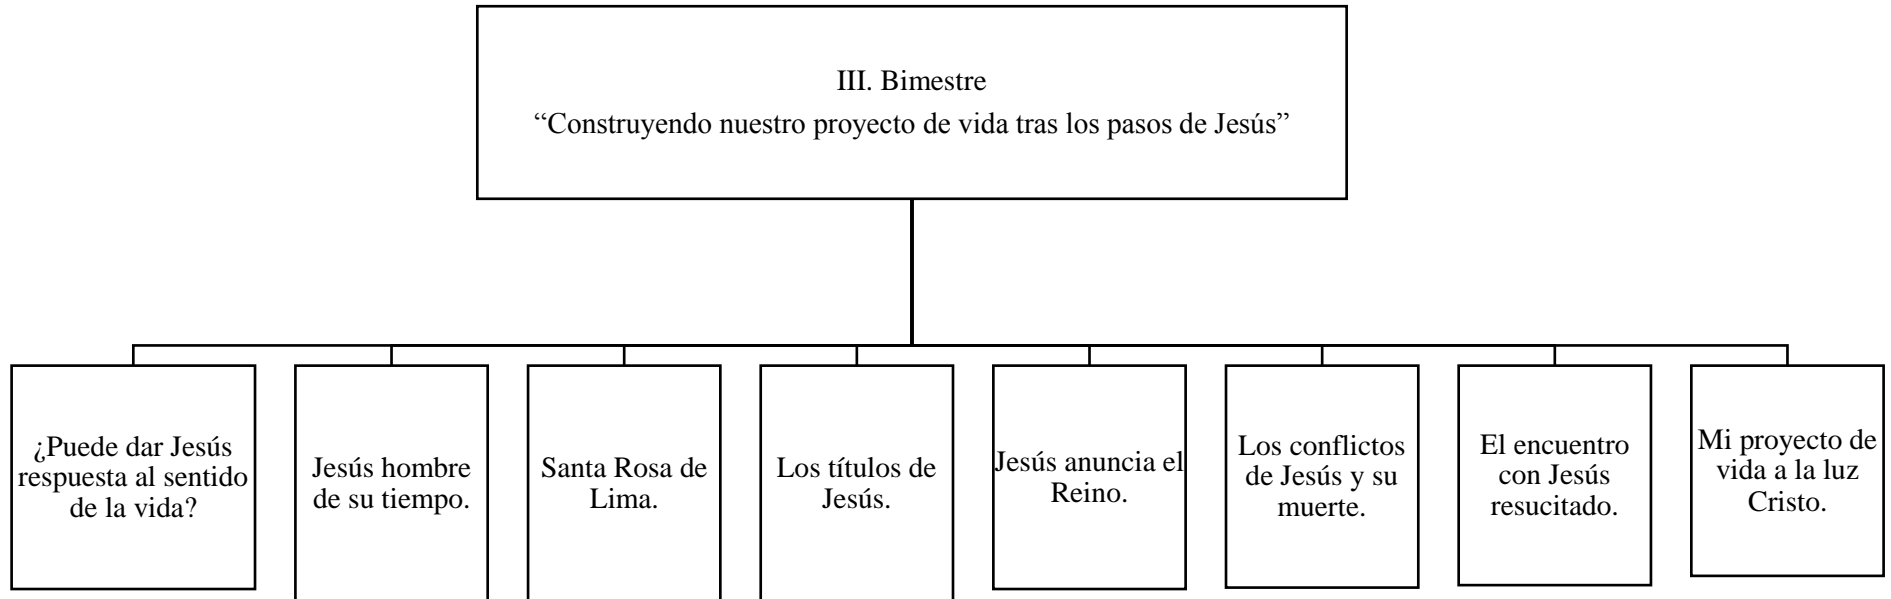 III. Bimestre
“Construyendo nuestro proyecto de vida tras los pasos de Jesús”
¿Puede dar Jesús
respuesta al sentido
de la vida?
Jesús hombre
de su tiempo.
Santa Rosa de
Lima.
Los títulos de
Jesús.
Jesús anuncia el
Reino.
Los conflictos
de Jesús y su
muerte.
El encuentro
con Jesús
resucitado.
Mi proyecto de
vida a la luz
Cristo.